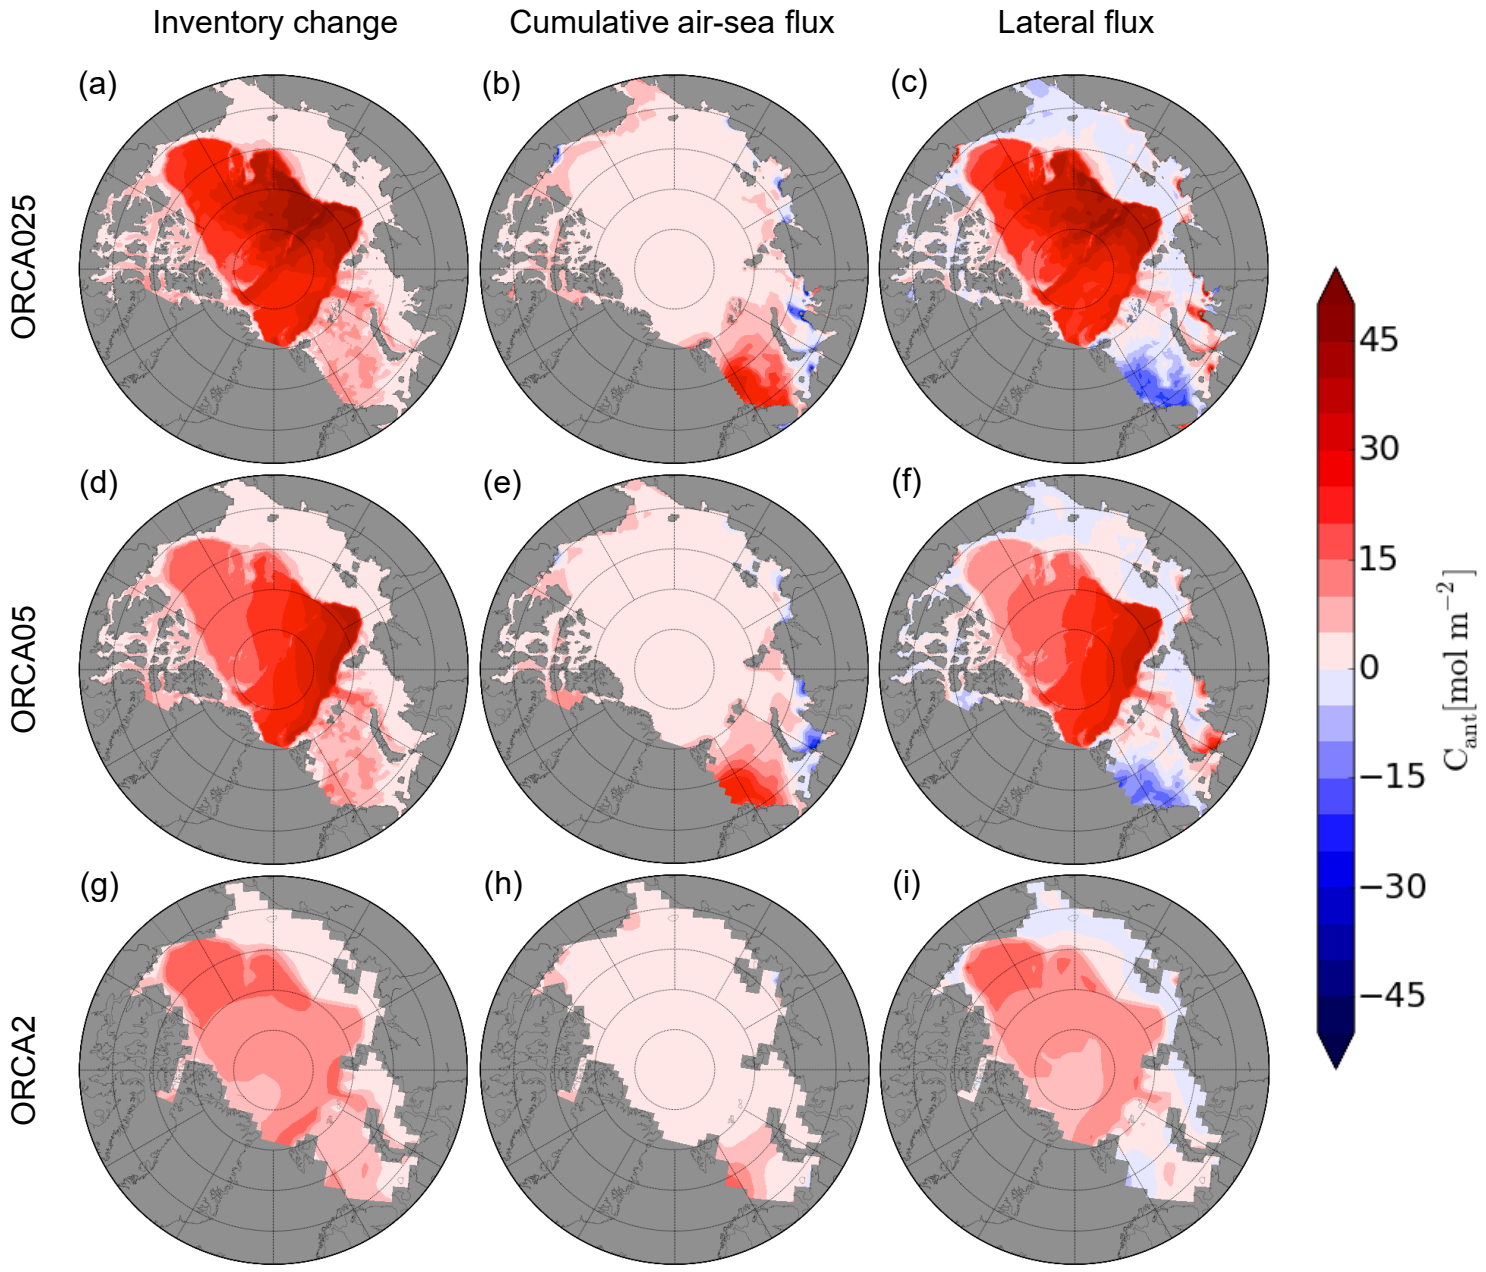 Inventory change Cumulative air-sea flux Lateral flux
(a) (b) (c)
ORCA025
(d) (e) (f)
ORCA05
(g) (h) (i)
ORCA2
45
30
15
0
−15
−30
−45
C_ant[mol m⁻²]